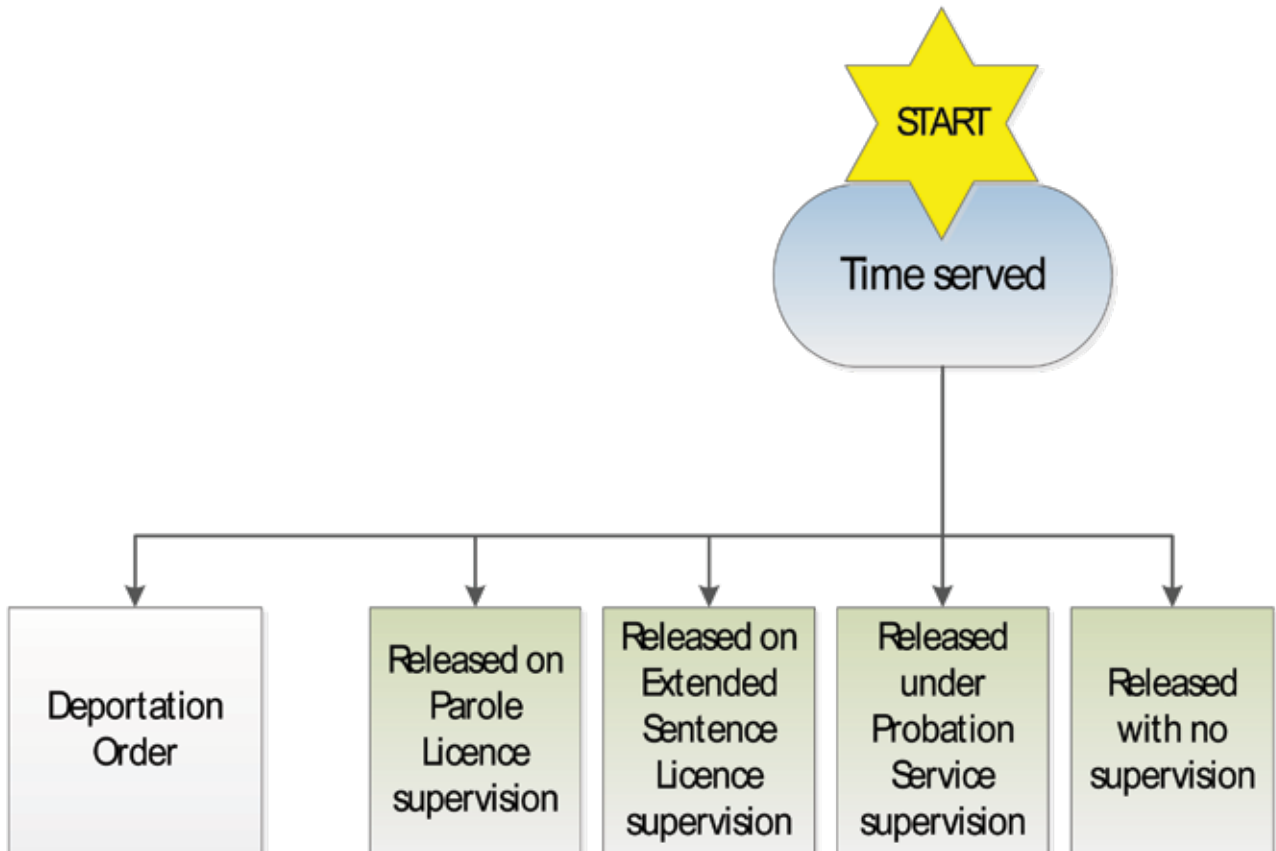 START
Time served
Deportation
Order
Released on
Parole
Licence
supervision
Released on
Extended
Sentence
Licence
supervision
Released
under
Probation
Service
supervision
Released
with no
supervision